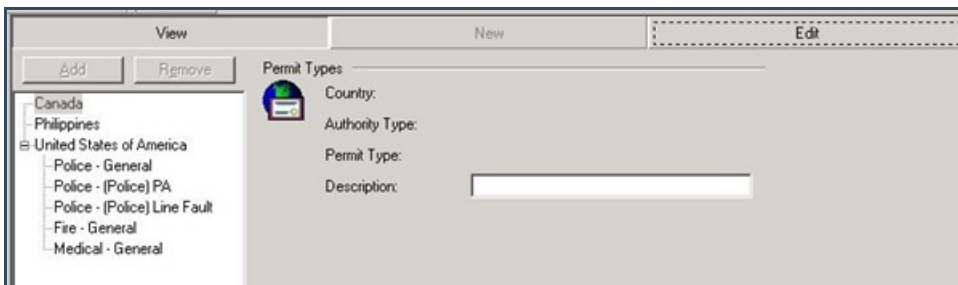 View
New
Edit
Add
Remove
Canada
Philippines
United States of America
Police - General
Police - (Police) PA
Police - (Police) Line Fault
Fire - General
Medical - General
Permit Types
Country:
Authority Type:
Permit Type:
Description: